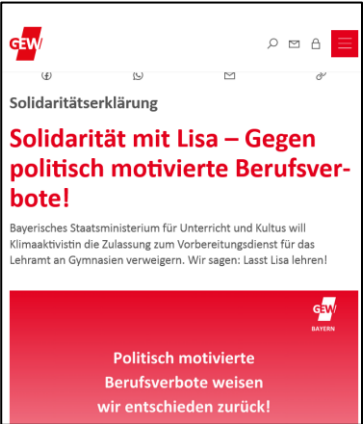 GEW
Solidaritätserklärung
Solidarität mit Lisa – Gegen
politisch motivierte Berufsver-
bote!
Bayerisches Staatsministerium für Unterricht und Kultus will
Klimaaktivistin die Zulassung zum Vorbereitungsdienst für das
Lehramt an Gymnasien verweigern. Wir sagen: Lasst Lisa lehren!
GEW
BAYERN
Politisch motivierte
Berufsverbote weisen
wir entschieden zurück!